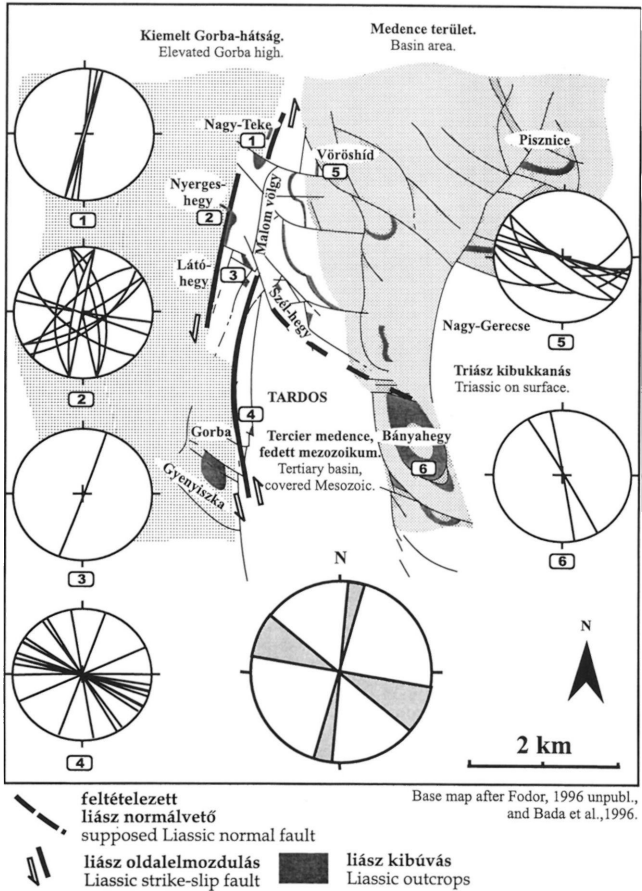 Kiemelt Gorba-hátság.
Elevated Gorba high.
Medence terület.
Basin area.
Nagy-Teke
1
Vöröshíd
5
Pisznice
Nyerges-
hegy
2
Malom völgy
Látó-
hegy
3
Szél-hegy
Nagy-Gerecse
1
2
3
4
5
6
TARDOS
4
Triász kibukkanás
Triassic on surface.
Gorba
Gyenyiszka
Tercier medence,
fedett mezozoikum.
Tertiary basin,
covered Mesozoic.
Bányahegy
6
N
N
2 km
Base map after Fodor, 1996 unpubl.,
and Bada et al.,1996.
feltételezett
liász normálvető
supposed Liassic normal fault
liász oldalelmozdulás
Liassic strike-slip fault
liász kibúvás
Liassic outcrops